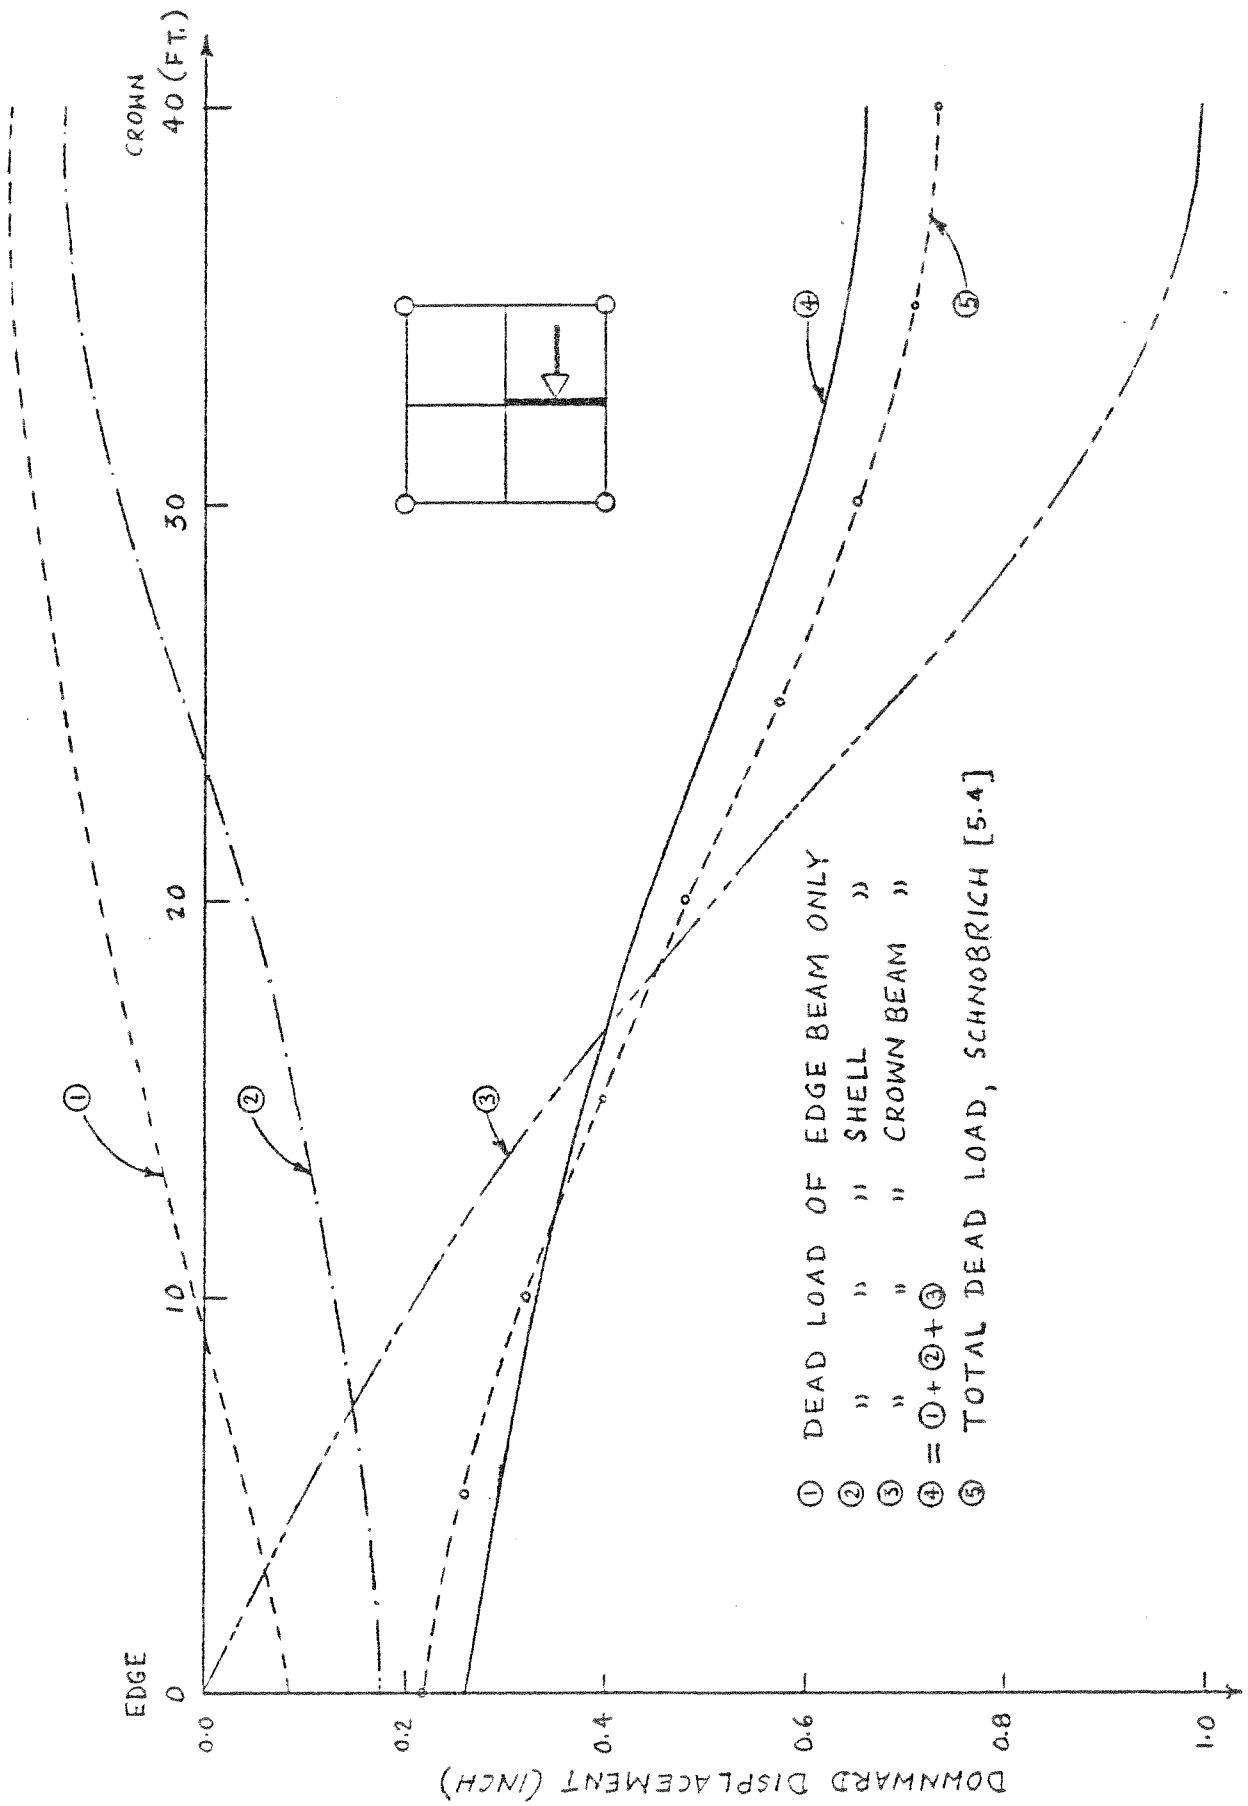 EDGE
CROWN
0
10
20
30
40 (FT.)
0.0
0.2
0.4
0.6
0.8
1.0
DOWNWARD DISPLACEMENT (INCH)
①
②
③
④
⑤
① DEAD LOAD OF EDGE BEAM ONLY
② " " " SHELL "
③ " " " CROWN BEAM "
④ = ① + ② + ③
⑤ TOTAL DEAD LOAD, SCHNOBRICH [5.4]